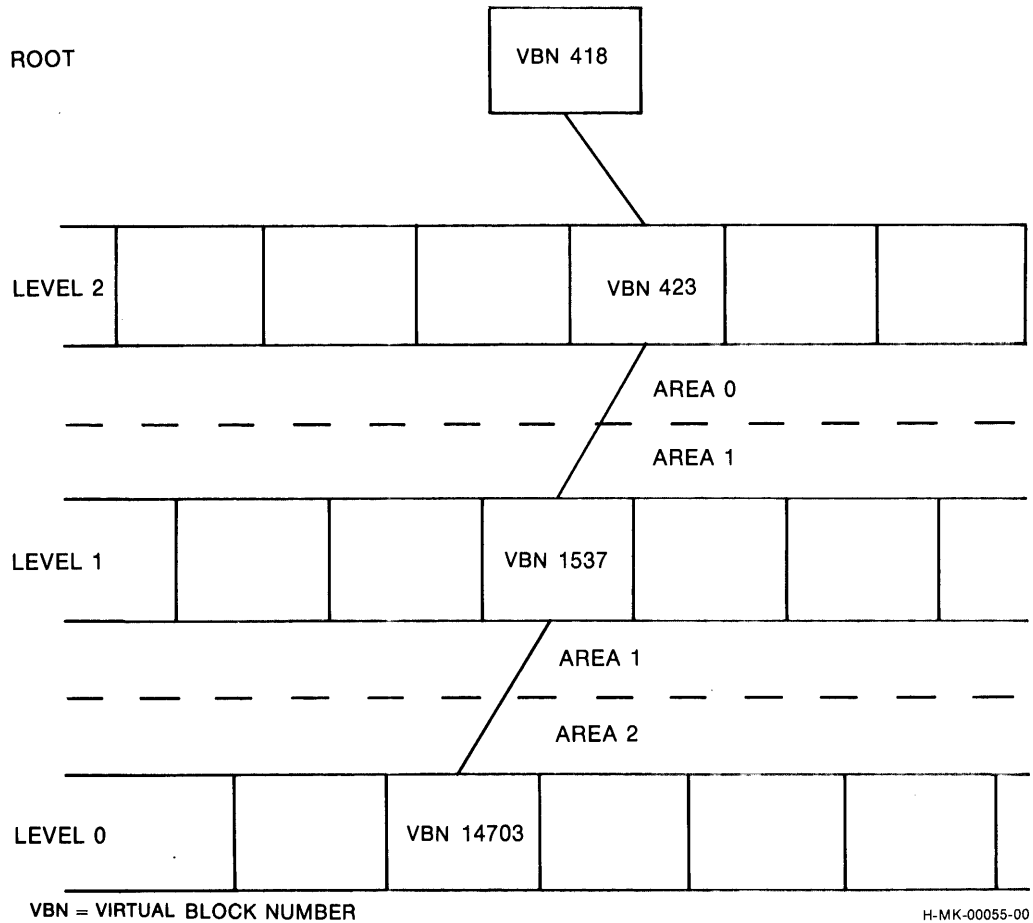 ROOT
VBN 418
LEVEL 2
VBN 423
AREA 0
AREA 1
LEVEL 1
VBN 1537
AREA 1
AREA 2
LEVEL 0
VBN 14703
VBN = VIRTUAL BLOCK NUMBER
H-MK-00055-00